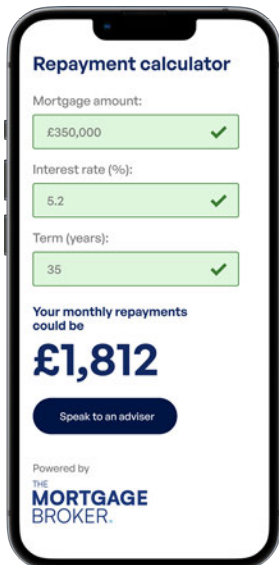 Repayment calculator
Mortgage amount:
£350,000
Interest rate (%):
5.2
Term (years):
35
Your monthly repayments
could be
£1,812
Speak to an adviser
Powered by
THE
MORTGAGE
BROKER